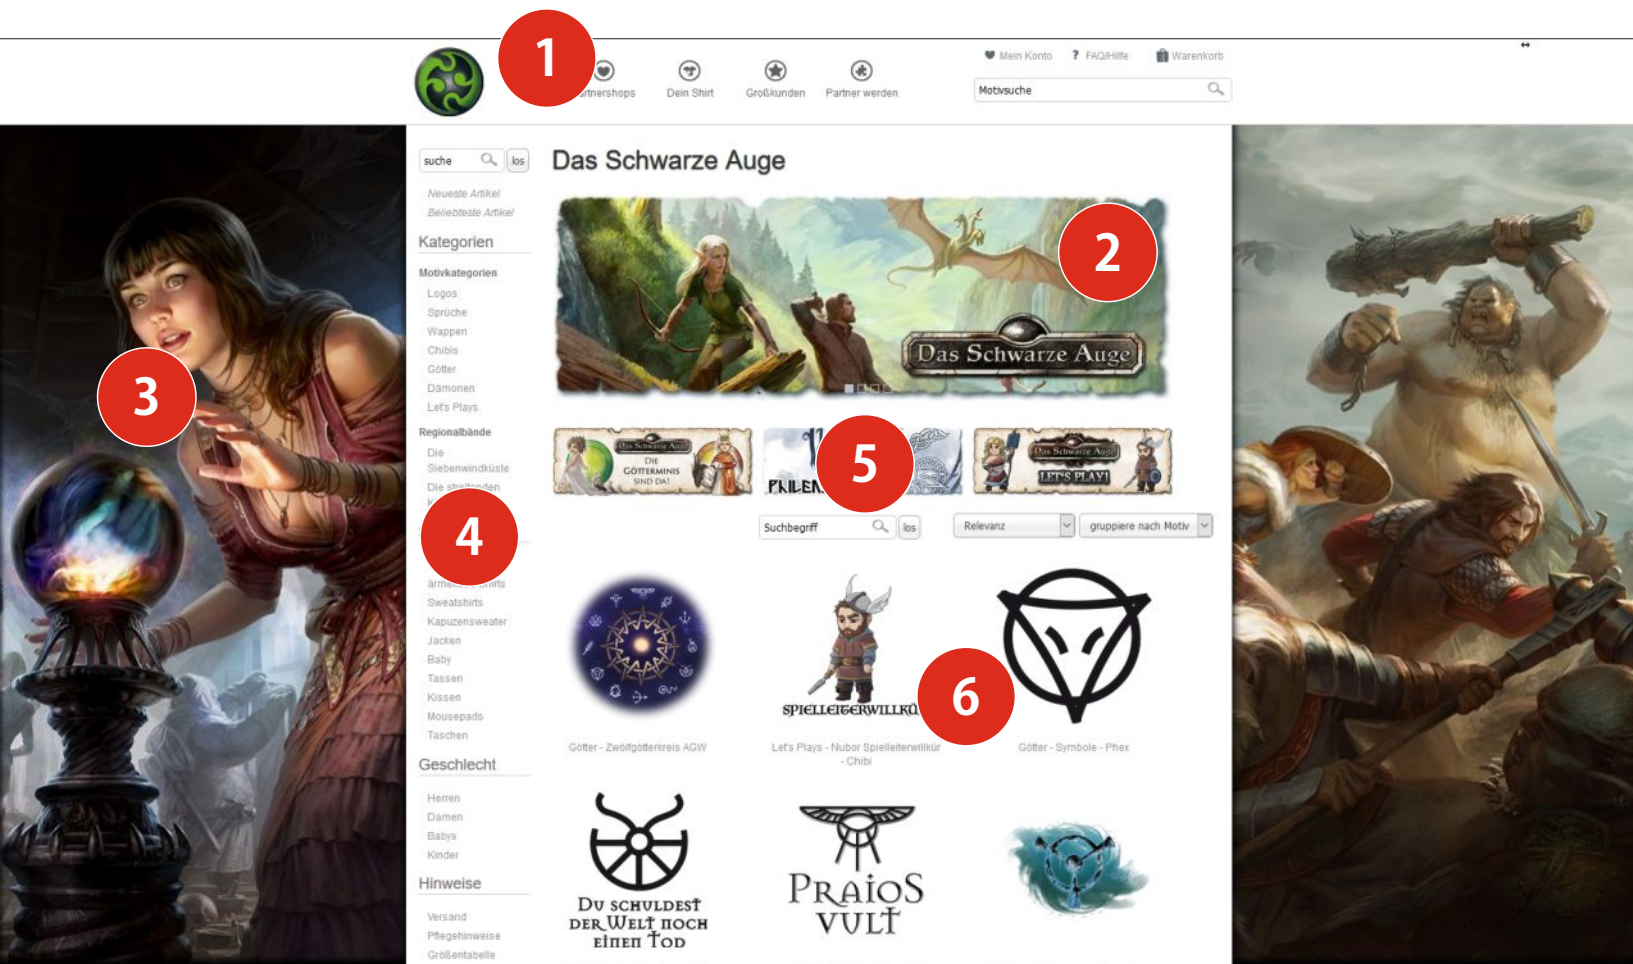 1
Mein Konto
? FAQ/Hilfe
Warenkorb
Partnershops
Dein Shirt
Großkunden
Partner werden
Motivsuche
suche
los
Das Schwarze Auge
Neueste Artikel
Beliebteste Artikel
Kategorien
Motivkategorien
Logos
Sprüche
Wappen
Chibis
Götter
Dämonen
Let's Plays
Regionalbände
Die
Siebenwindküste
Die streitenden
2
Das Schwarze Auge
3
4
5
Das Schwarze Auge
DIE
GÖTTERMINIS
SIND DA!
Das Schwarze Auge
LET'S PLAY!
Suchbegriff
los
Relevanz
gruppiere nach Motiv
Sweatshirts
Kapuzensweater
Jacken
Baby
Tassen
Kissen
Mousepads
Taschen
Geschlecht
Herren
Damen
Babys
Kinder
Hinweise
Versand
Pflegehinweise
Größentabelle
6
Götter - Zwölfgötterkreis AGW
Let's Plays - Nubor Spielleiterwillkür
- Chibi
Götter - Symbole - Phex
DU SCHULDEST
DER WELT NOCH
EINEN TOD
PRAIOS
VULT